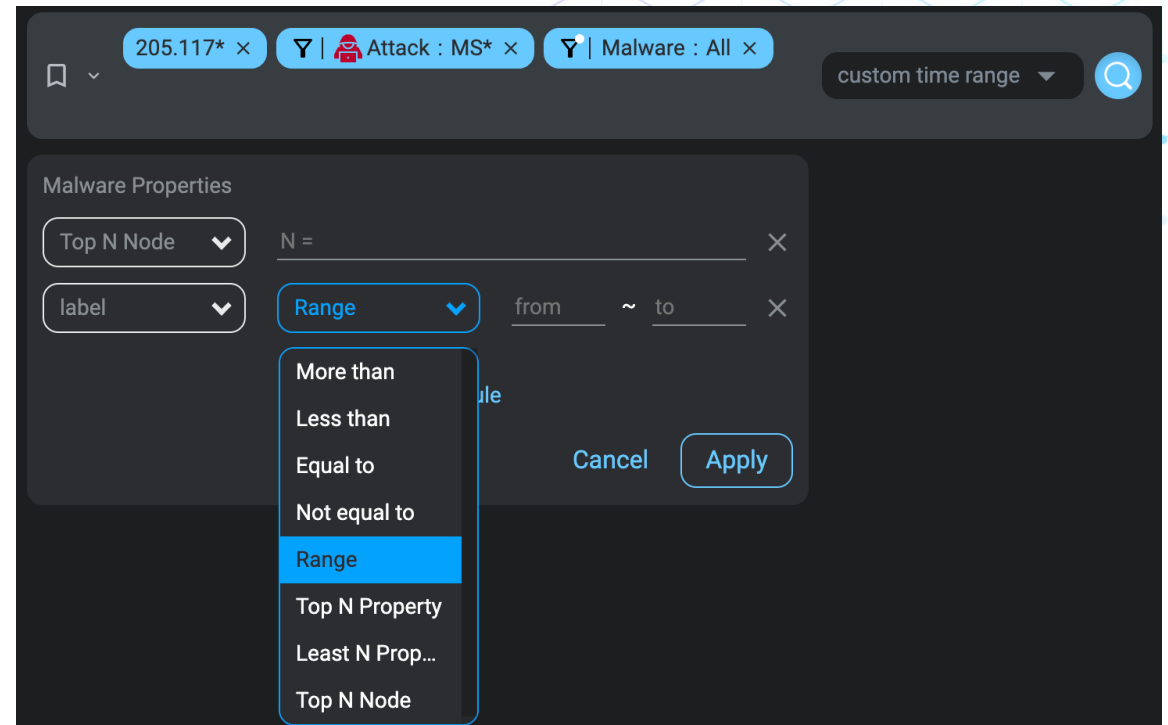 205.117* ×
| Attack : MS* ×
| Malware : All ×
custom time range
Malware Properties
Top N Node
N =
label
Range
from ~ to
More than
Less than
Equal to
Not equal to
Range
Top N Property
Least N Prop...
Top N Node
Cancel
Apply